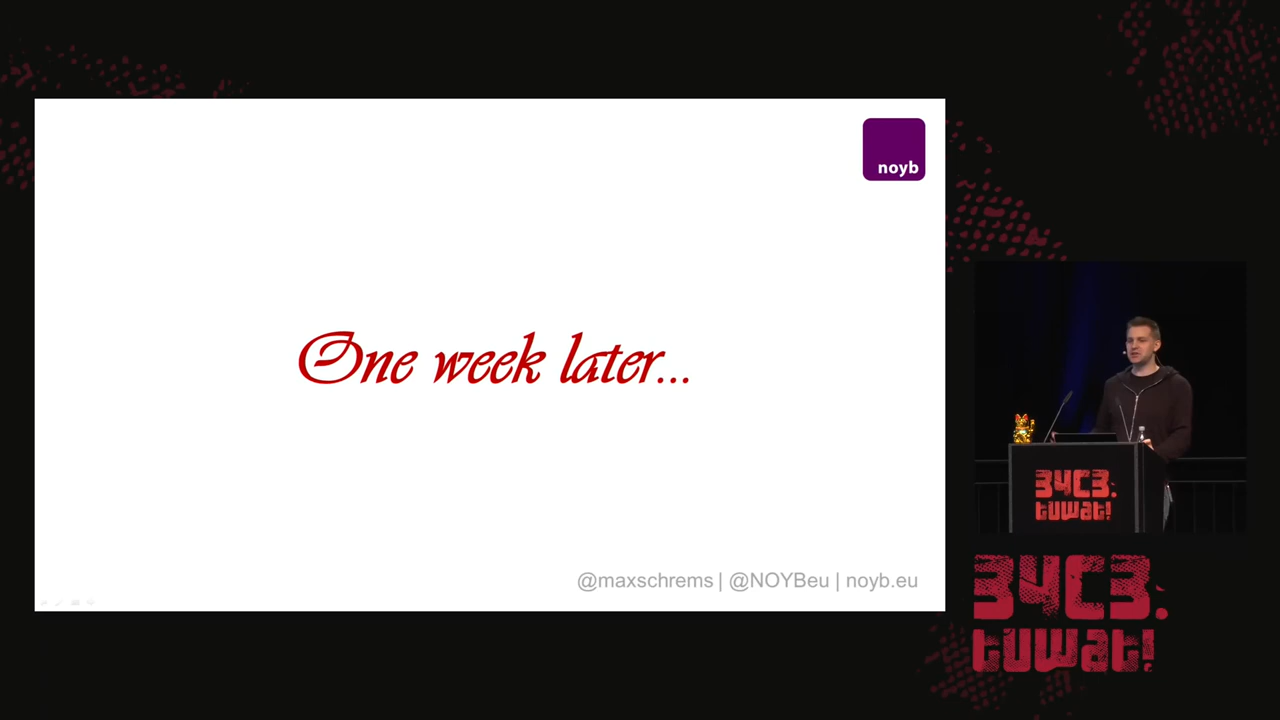 noyb
One week later...
@maxschrems | @NOYBeu | noyb.eu
34C3.
tuwat!
34C3.
tuwat!